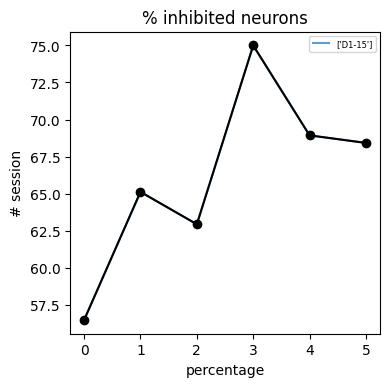 % inhibited neurons
['D1-15']
# session
75.0
72.5
70.0
67.5
65.0
62.5
60.0
57.5
0 1 2 3 4 5
percentage